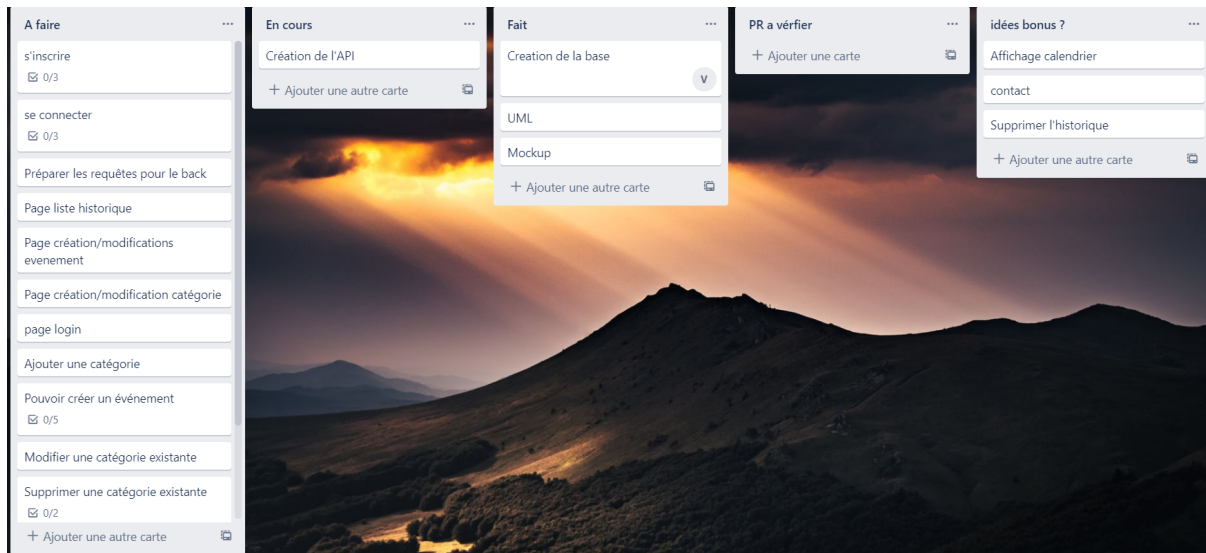 A faire
s'inscrire
0/3
se connecter
0/3
Préparer les requêtes pour le back
Page liste historique
Page création/modifications
evenement
Page création/modification catégorie
page login
Ajouter une catégorie
Pouvoir créer un événement
0/5
Modifier une catégorie existante
Supprimer une catégorie existante
0/2
+ Ajouter une autre carte
En cours
Création de l'API
+ Ajouter une autre carte
Fait
Creation de la base
V
UML
Mockup
+ Ajouter une autre carte
PR a vérfier
+ Ajouter une carte
idées bonus ?
Affichage calendrier
contact
Supprimer l'historique
+ Ajouter une autre carte